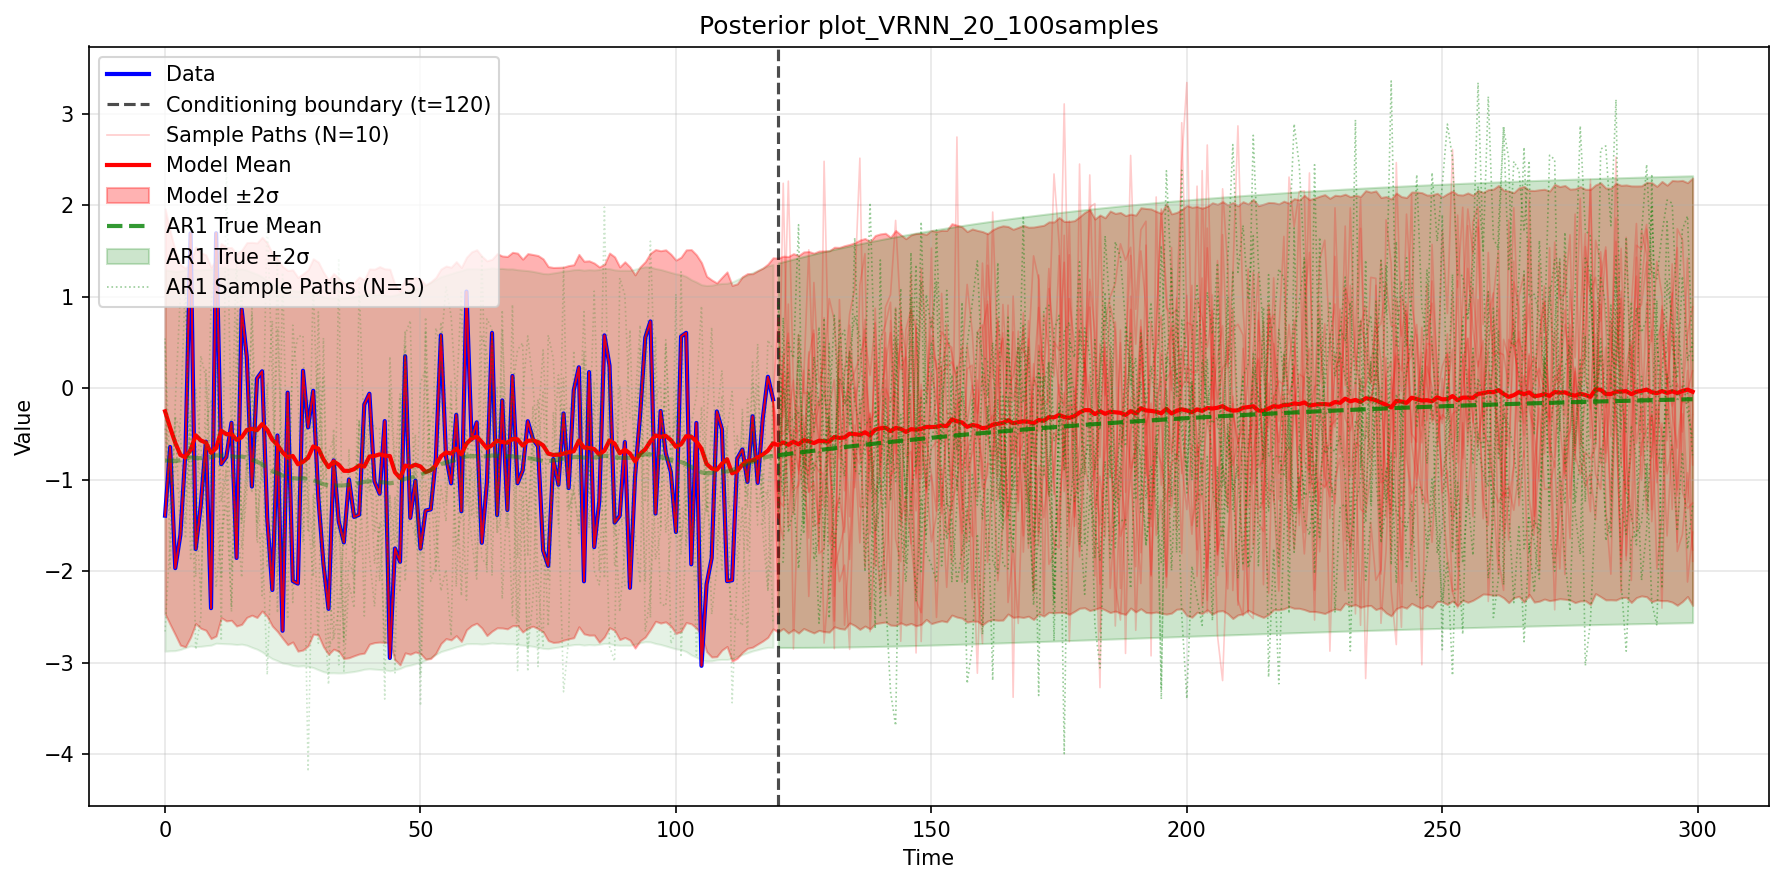 Posterior plot_VRNN_20_100samples
Data
Conditioning boundary (t=120)
Sample Paths (N=10)
Model Mean
Model ±2σ
AR1 True Mean
AR1 True ±2σ
AR1 Sample Paths (N=5)
Value
3
2
1
0
−1
−2
−3
−4
0
50
100
150
200
250
300
Time